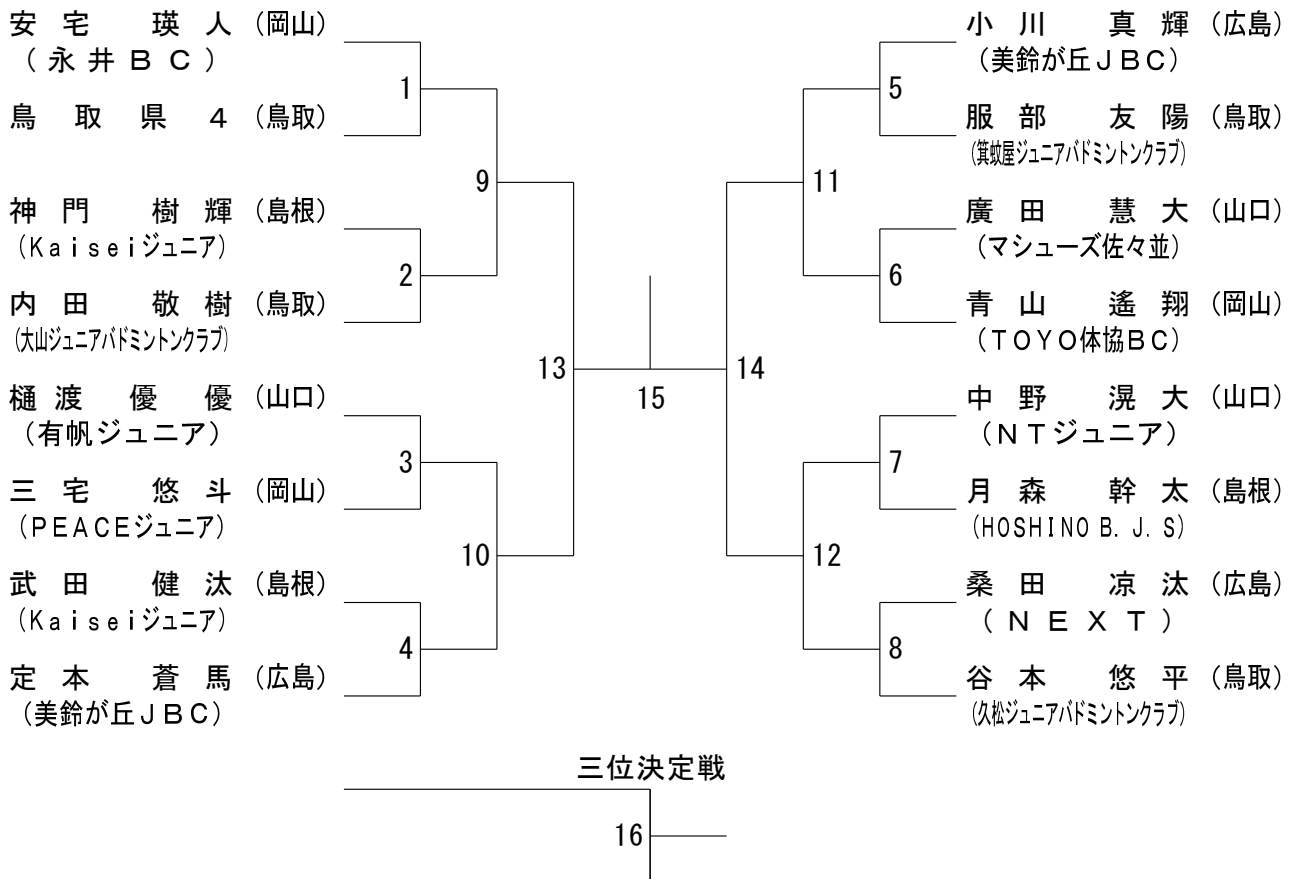 安宅 瑛人 (岡山)
(永井BC)
1
鳥取県4 (鳥取)
9
神門 樹輝 (島根)
(Kaiseiジュニア)
2
内田 敬樹 (鳥取)
(大山ジュニアバドミントンクラブ)
13
樋渡 優優 (山口)
(有帆ジュニア)
3
三宅 悠斗 (岡山)
(PEACEジュニア)
10
武田 健汰 (島根)
(Kaiseiジュニア)
4
定本 蒼馬 (広島)
(美鈴が丘JBC)
15
小川 真輝 (広島)
(美鈴が丘JBC)
5
服部 友陽 (鳥取)
(箕蚊屋ジュニアバドミントンクラブ)
11
廣田 慧大 (山口)
(マシューズ佐々並)
6
青山 遙翔 (岡山)
(TOYO体協BC)
14
中野 滉大 (山口)
(NTジュニア)
7
月森 幹太 (島根)
(HOSHINO B. J. S)
12
桑田 凉汰 (広島)
(NEXT)
8
谷本 悠平 (鳥取)
(久松ジュニアバドミントンクラブ)
三位決定戦
16